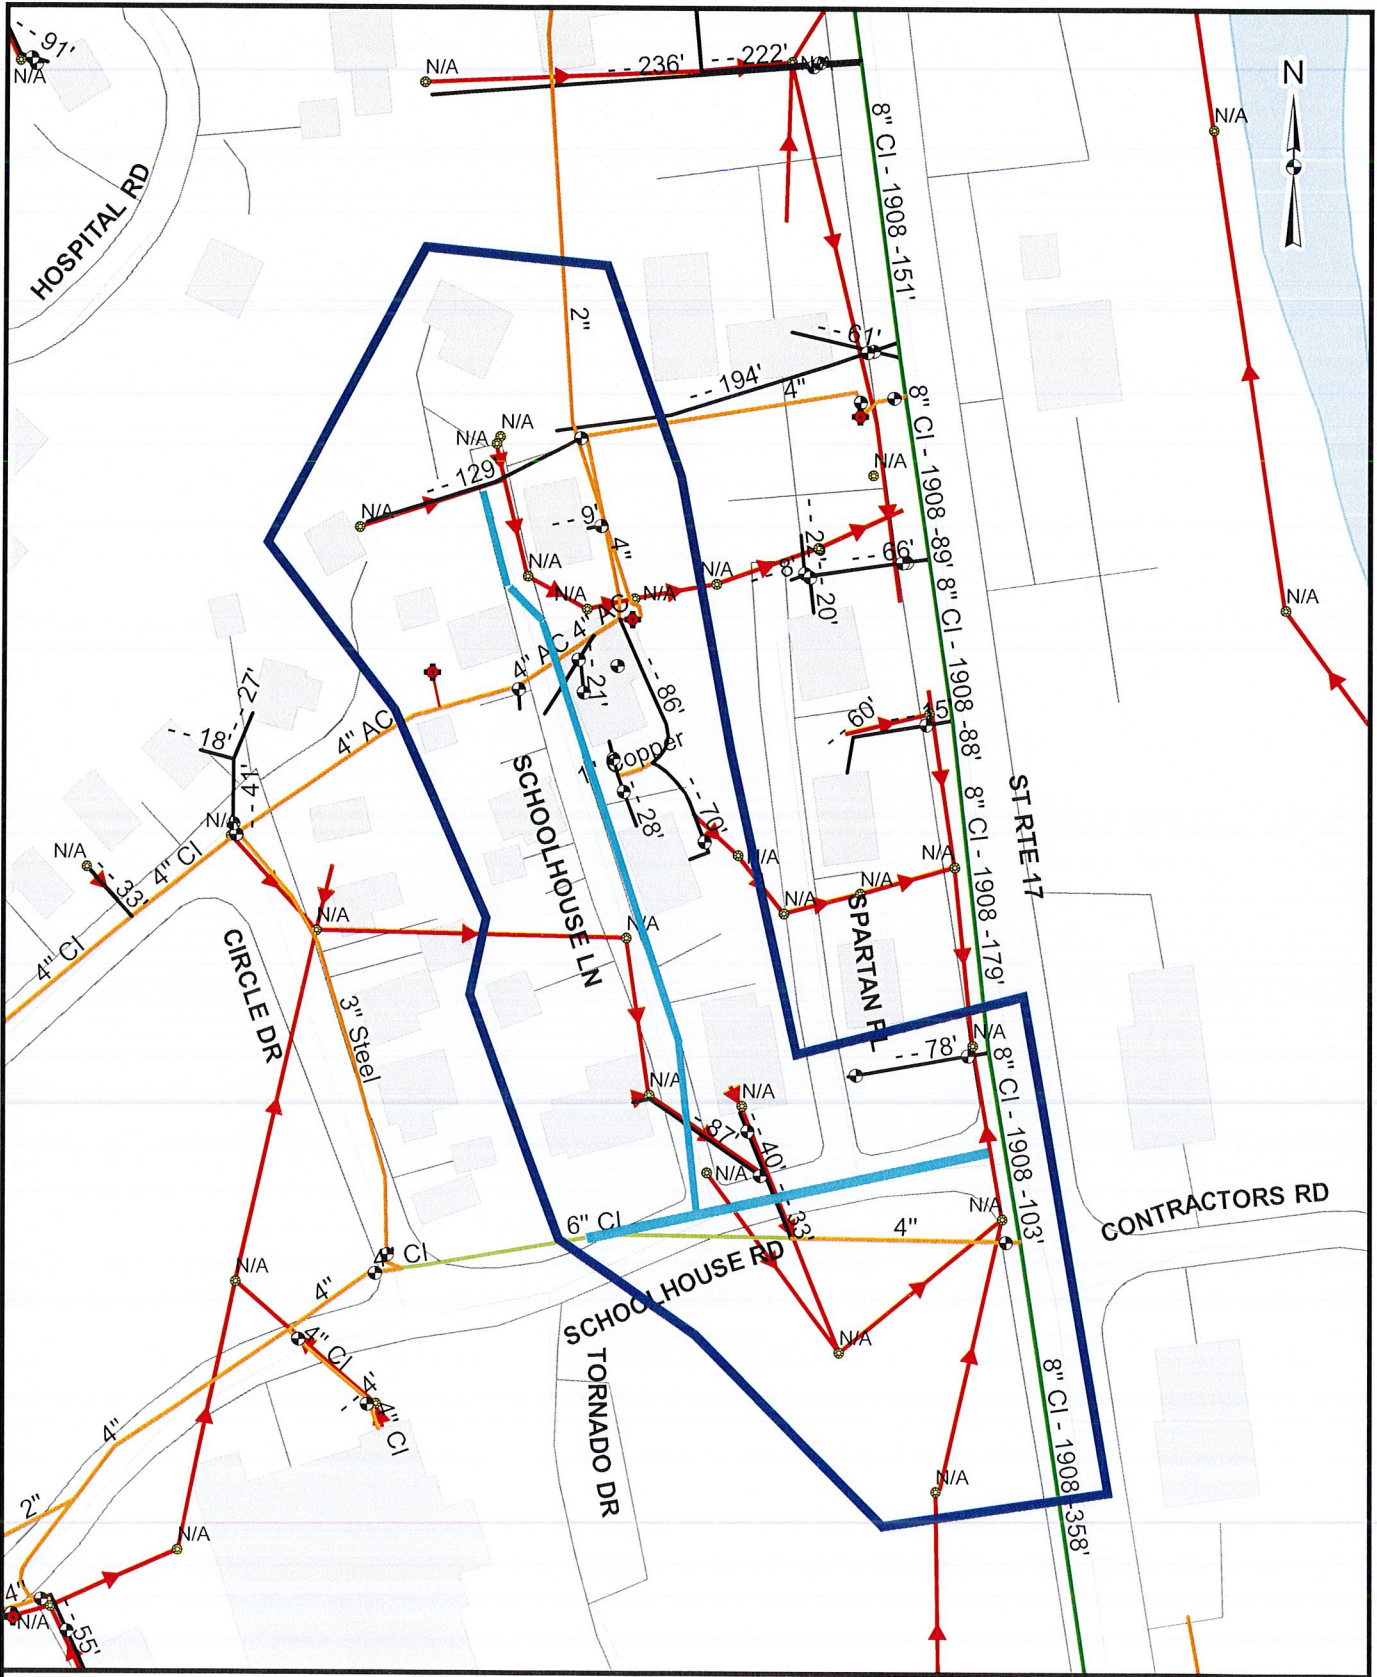 - - 91'
N/A
N/A
- - 236'
- - 222'
N/A
N
N/A
8" CI - 1908 -151'
HOSPITAL RD
2"
- - 61'
- - 194'
4"
8" CI - 1908 -89'
N/A
N/A
N/A
- - 129'
N/A
- - 9'
4"
- - 22'
- - 66'
- - 8'
- - 20'
N/A
N/A
N/A
N/A
N/A
8" CI - 1908 -88'
4" AC
4" AC
- - 21'
- - 86'
4" AC
- - 27'
- - 18'
- - 41'
N/A
4" CI
N/A
- - 33'
4" CI
1" Copper
- - 28'
- - 70'
N/A
- - 60'
- - 15'
8" CI - 1908 -179'
ST RTE 17
SCHOOLHOUSE LN
N/A
N/A
N/A
SPARTAN PL
N/A
N/A
CIRCLE DR
3" Steel
N/A
- - 78'
8" CI - 1908 -103'
N/A
N/A
- - 87'
- - 40'
N/A
- - 33'
6" CI
4"
N/A
CONTRACTORS RD
4" CI
SCHOOLHOUSE RD
N/A
4"
4" CI
N/A
TORNADO DR
8" CI - 1908 -358'
- - 4'
4" CI
4"
N/A
2"
N/A
4"
N/A
- - 55'